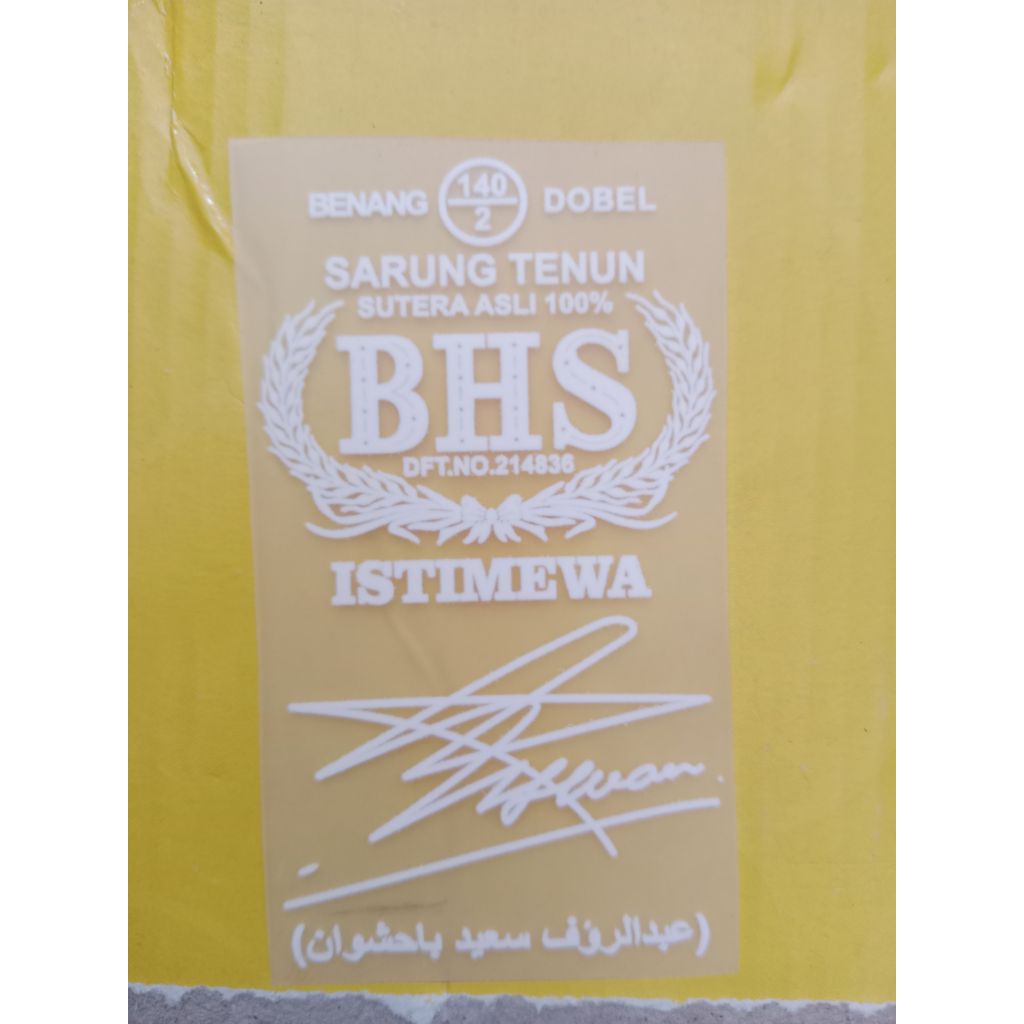 BENANG 140/2 DOBEL
SARUNG TENUN
SUTERA ASLI 100%
BHS
DFT.NO.214836
ISTIMEWA
(عبدالرؤف سعيد باحشوان)